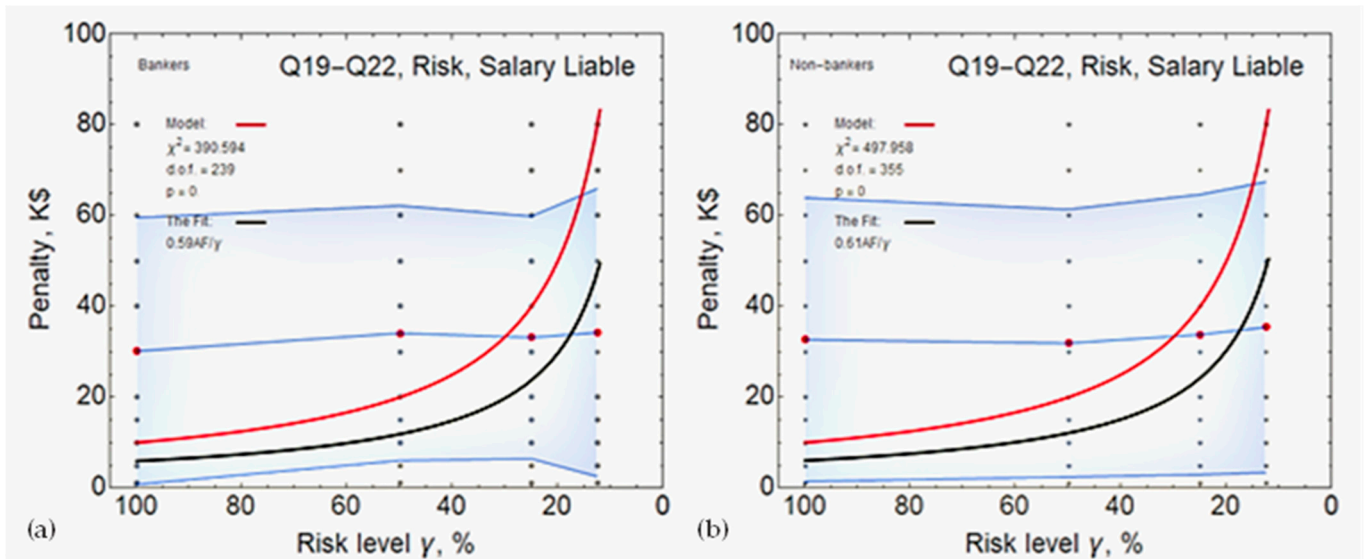 Q19–Q22, Risk, Salary Liable
Bankers
Model:
χ²= 390.594
d.o.f. = 239
p = 0.
The Fit:
0.59AF/γ
Penalty, K$
100
80
60
40
20
0
100 80 60 40 20 0
Risk level γ, %
(a)
Q19–Q22, Risk, Salary Liable
Non-bankers
Model:
χ²= 497.958
d.o.f. = 355
p = 0.
The Fit:
0.61AF/γ
Penalty, K$
100
80
60
40
20
0
100 80 60 40 20 0
Risk level γ, %
(b)